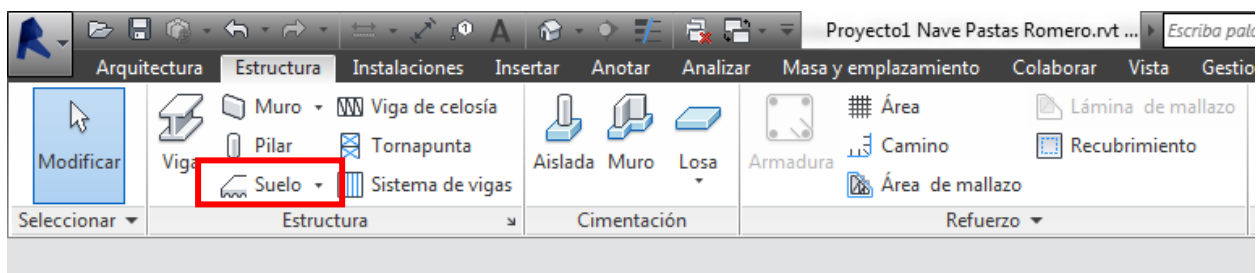 Proyecto1 Nave Pastas Romero.rvt ... Escriba pala
Arquitectura Estructura Instalaciones Insertar Anotar Analizar Masa y emplazamiento Colaborar Vista Gestio
Muro Viga de celosía Área Lámina de mallazo
Pilar Tornapunta Camino Recubrimiento
Modificar Viga Aislada Muro Losa Armadura
Suelo Sistema de vigas Área de mallazo
Seleccionar Estructura Cimentación Refuerzo